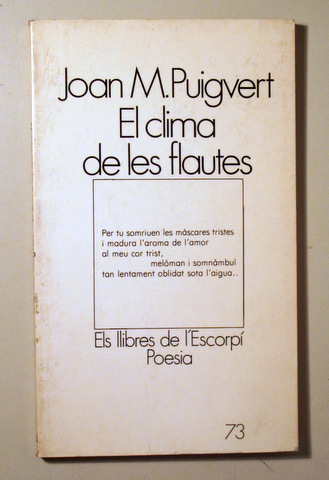 Joan M. Puigvert
El clima
de les flautes
Per tu somriuen les màscares tristes
i madura l'aroma de l'amor
al meu cor trist,
melòman i somnàmbul
tan lentament oblidat sota l'aigua..
Els llibres de l'Escorpí
Poesia
73